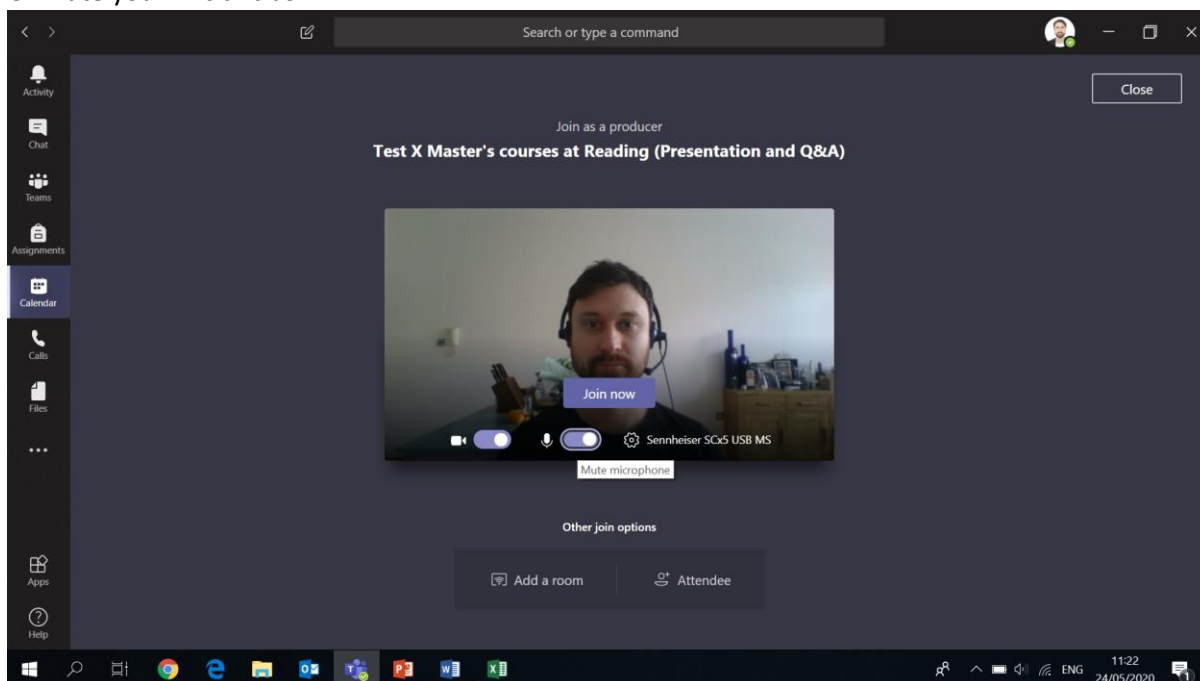 Search or type a command
Activity
Chat
Teams
Assignments
Calendar
Calls
Files
Apps
Help
Close
Join as a producer
Test X Master's courses at Reading (Presentation and Q&A)
Join now
Sennheiser SCx5 USB MS
Mute microphone
Other join options
Add a room
Attendee
ENG
11:22
24/05/2020
1